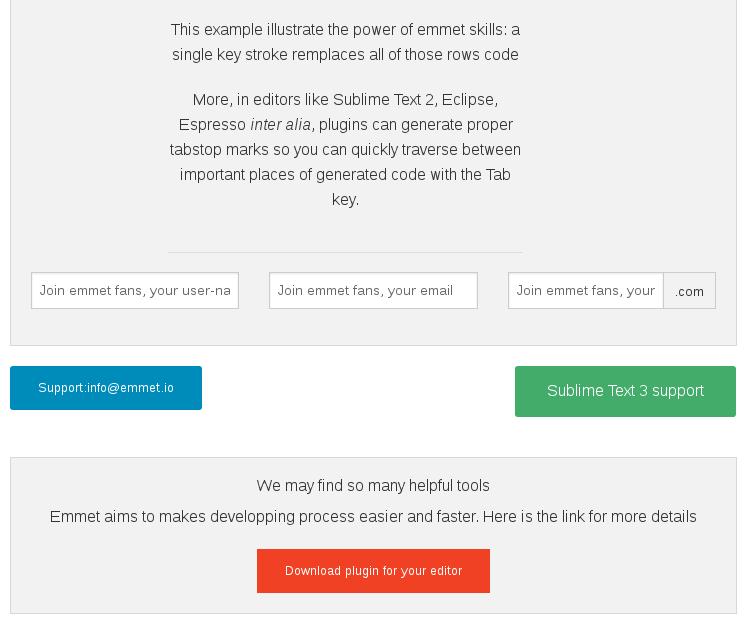 This example illustrate the power of emmet skills: a
single key stroke remplaces all of those rows code
More, in editors like Sublime Text 2, Eclipse,
Espresso inter alia, plugins can generate proper
tabstop marks so you can quickly traverse between
important places of generated code with the Tab
key.
Join emmet fans, your user-na
Join emmet fans, your email
Join emmet fans, your
.com
Support:info@emmet.io
Sublime Text 3 support
We may find so many helpful tools
Emmet aims to makes developping process easier and faster. Here is the link for more details
Download plugin for your editor